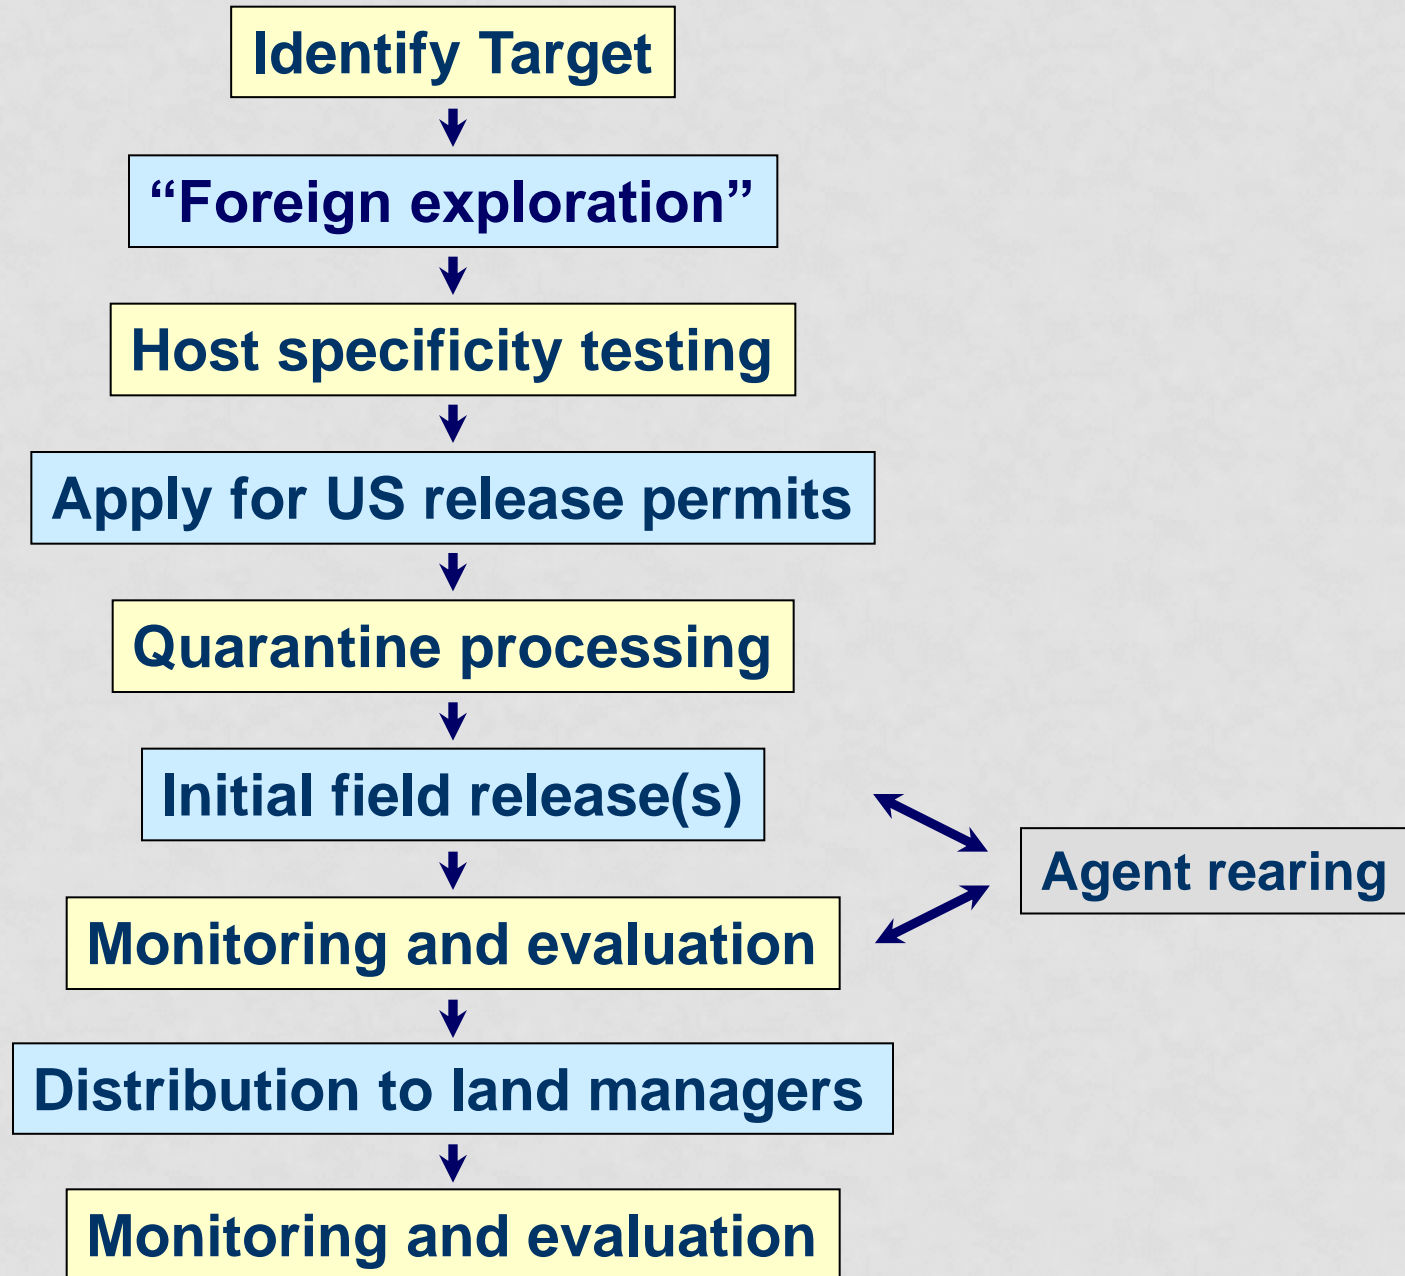 Identify Target
“Foreign exploration”
Host specificity testing
Apply for US release permits
Quarantine processing
Initial field release(s)
Agent rearing
Monitoring and evaluation
Distribution to land managers
Monitoring and evaluation